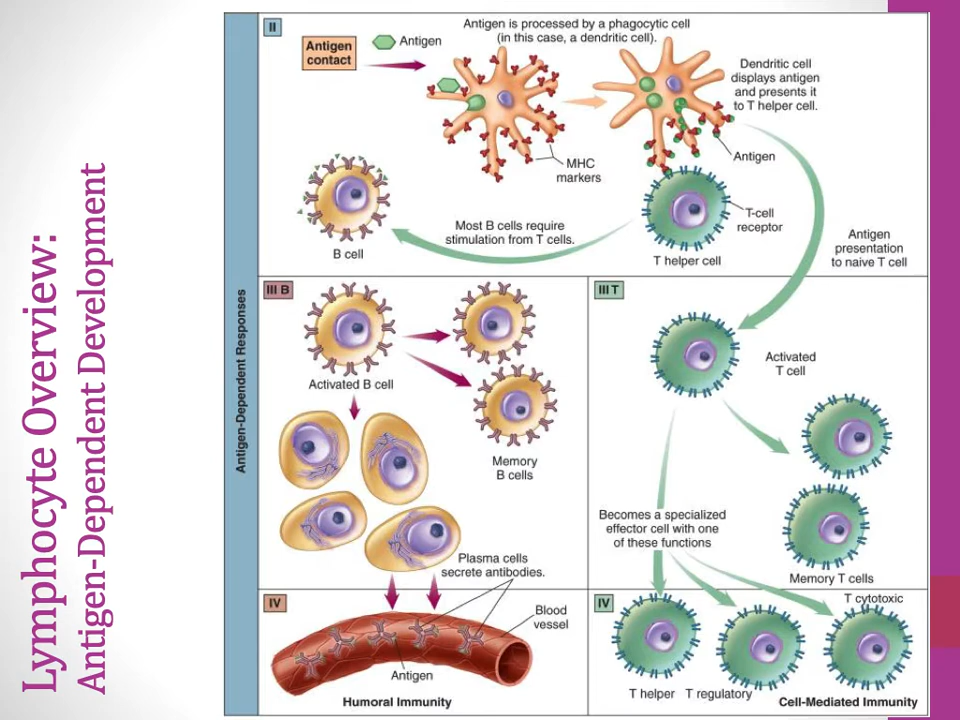 Lymphocyte Overview:
Antigen-Dependent Development
Antigen-Dependent Responses
II
Antigen
contact
Antigen
Antigen is processed by a phagocytic cell
(in this case, a dendritic cell).
Dendritic cell
displays antigen
and presents it
to T helper cell.
MHC
markers
Antigen
B cell
Most B cells require
stimulation from T cells.
T-cell
receptor
T helper cell
Antigen
presentation
to naive T cell
III B
Activated B cell
Memory
B cells
Plasma cells
secrete antibodies.
III T
Activated
T cell
Becomes a specialized
effector cell with one
of these functions
Memory T cells
IV
Blood
vessel
Antigen
Humoral Immunity
IV
T cytotoxic
T helper
T regulatory
Cell-Mediated Immunity